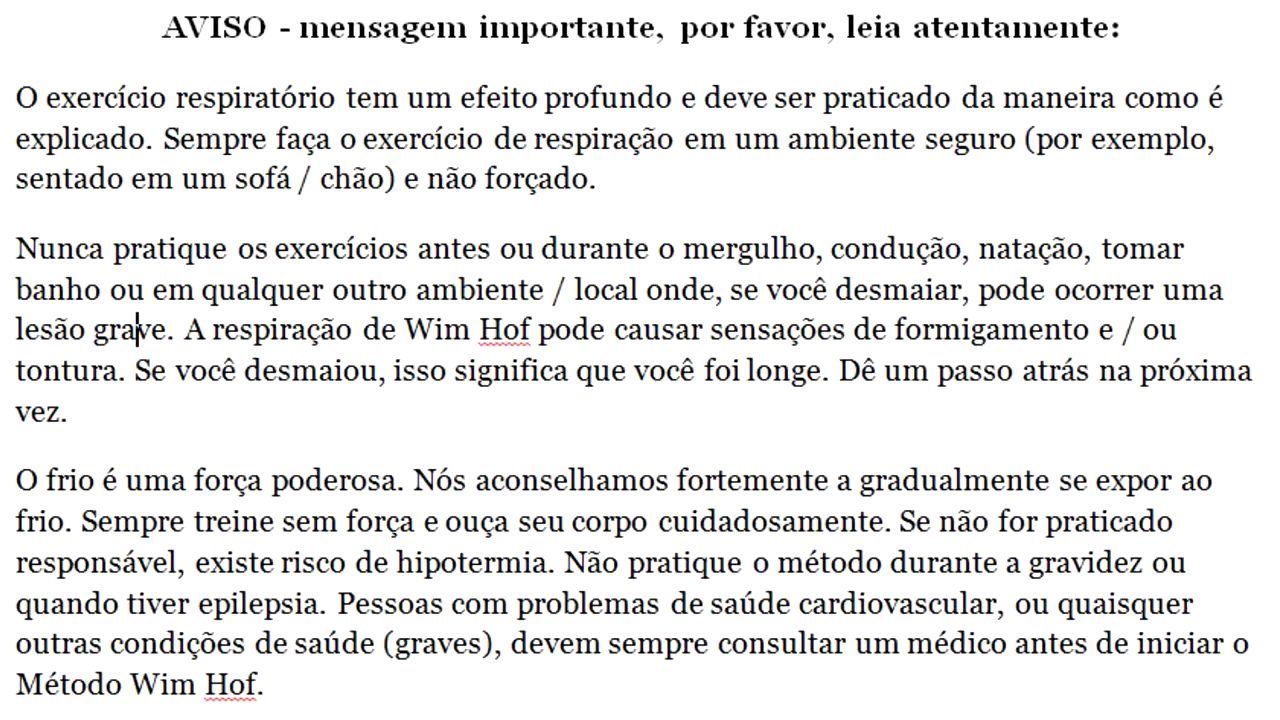 AVISO - mensagem importante, por favor, leia atentamente:
O exercício respiratório tem um efeito profundo e deve ser praticado da maneira como é
explicado. Sempre faça o exercício de respiração em um ambiente seguro (por exemplo,
sentado em um sofá / chão) e não forçado.
Nunca pratique os exercícios antes ou durante o mergulho, condução, natação, tomar
banho ou em qualquer outro ambiente / local onde, se você desmaiar, pode ocorrer uma
lesão grave. A respiração de Wim Hof pode causar sensações de formigamento e / ou
tontura. Se você desmaiou, isso significa que você foi longe. Dê um passo atrás na próxima
vez.
O frio é uma força poderosa. Nós aconselhamos fortemente a gradualmente se expor ao
frio. Sempre treine sem força e ouça seu corpo cuidadosamente. Se não for praticado
responsável, existe risco de hipotermia. Não pratique o método durante a gravidez ou
quando tiver epilepsia. Pessoas com problemas de saúde cardiovascular, ou quaisquer
outras condições de saúde (graves), devem sempre consultar um médico antes de iniciar o
Método Wim Hof.